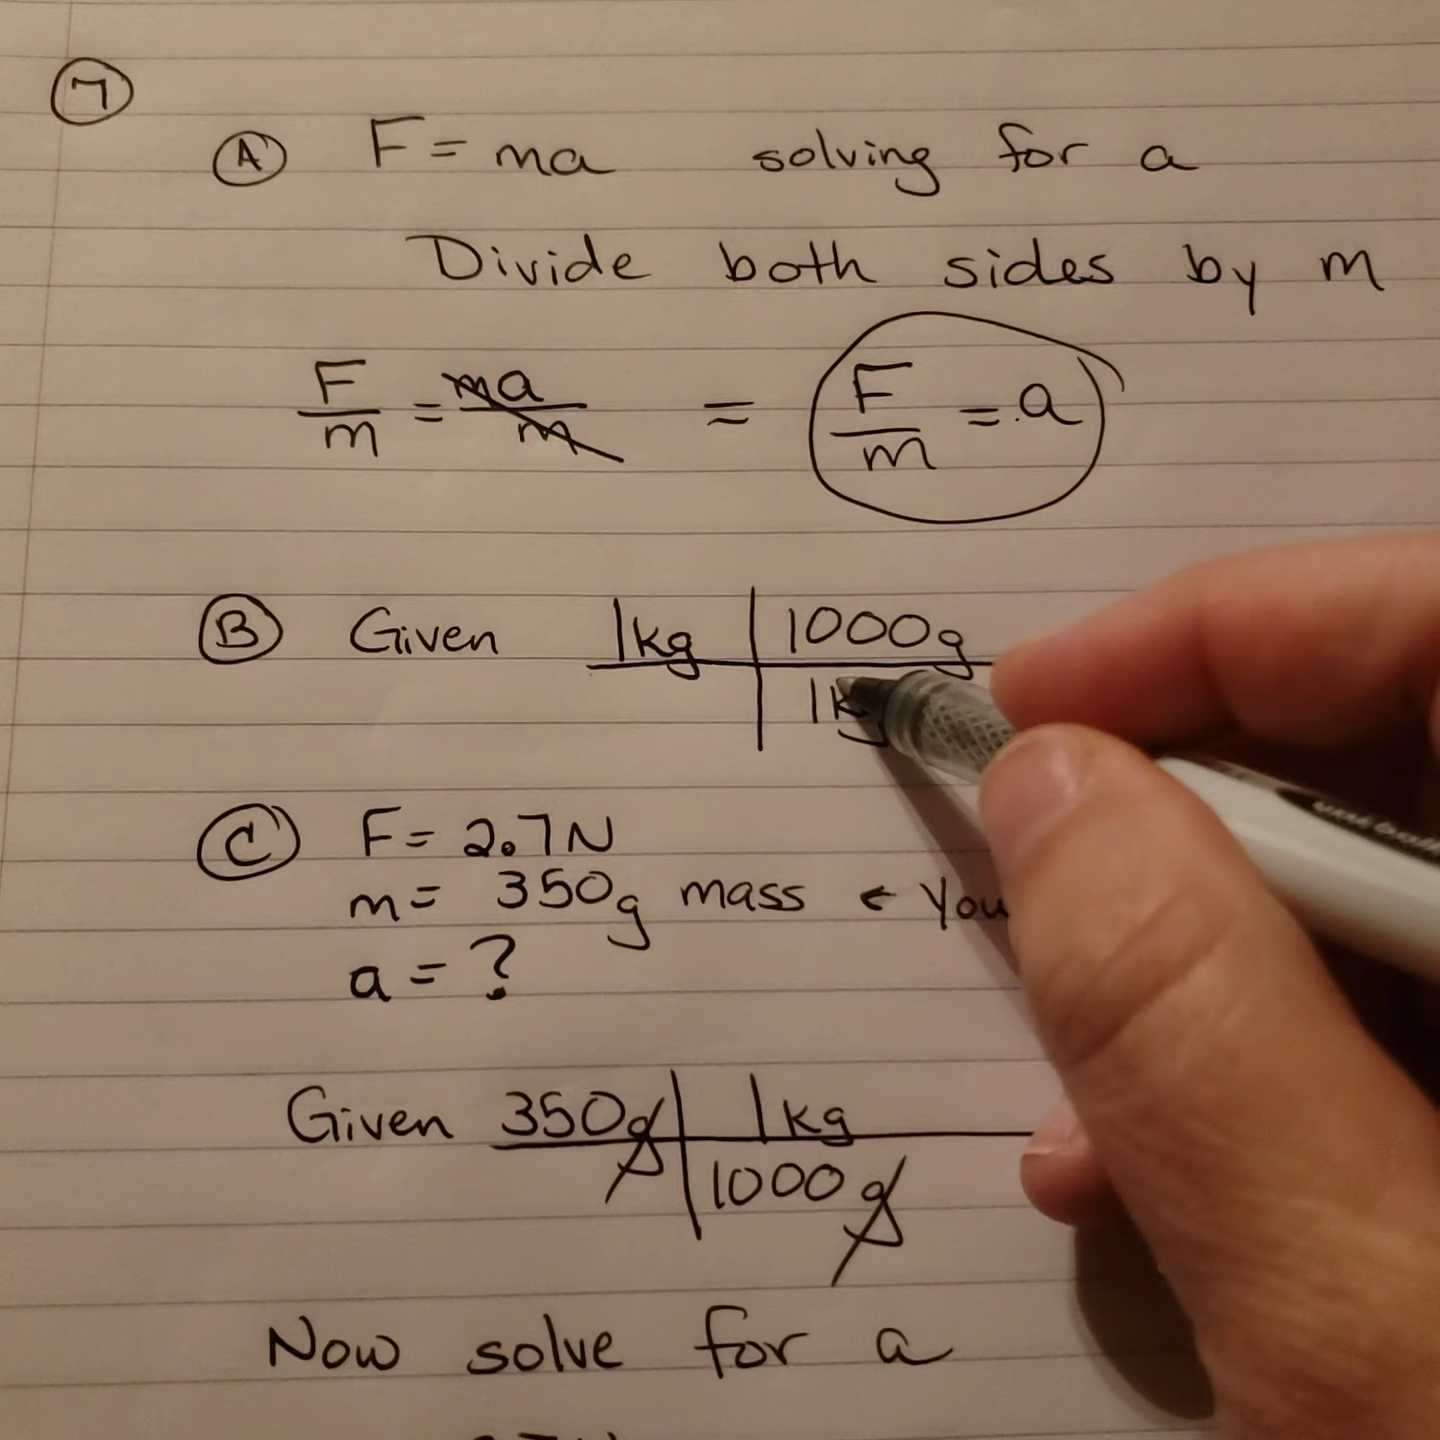 7
A F = ma solving for a
Divide both sides by m
F/m = ma/m = F/m = a
B Given 1kg | 1000g
1kg
C F = 2.7N
m = 350g mass ← You
a = ?
Given 350g | 1kg
1000g
Now solve for a